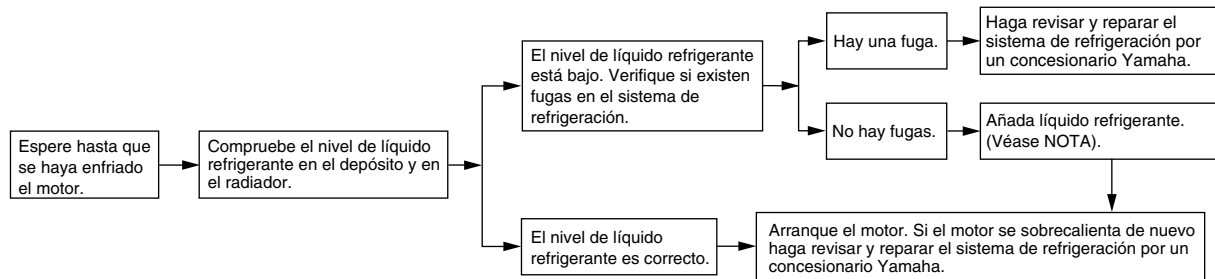 Espere hasta que
se haya enfriado
el motor.
Compruebe el nivel de líquido
refrigerante en el depósito y en
el radiador.
El nivel de líquido refrigerante
está bajo. Verifique si existen
fugas en el sistema de
refrigeración.
Hay una fuga.
Haga revisar y reparar el
sistema de refrigeración por
un concesionario Yamaha.
No hay fugas.
Añada líquido refrigerante.
(Véase NOTA).
El nivel de líquido
refrigerante es correcto.
Arranque el motor. Si el motor se sobrecalienta de nuevo
haga revisar y reparar el sistema de refrigeración por un
concesionario Yamaha.